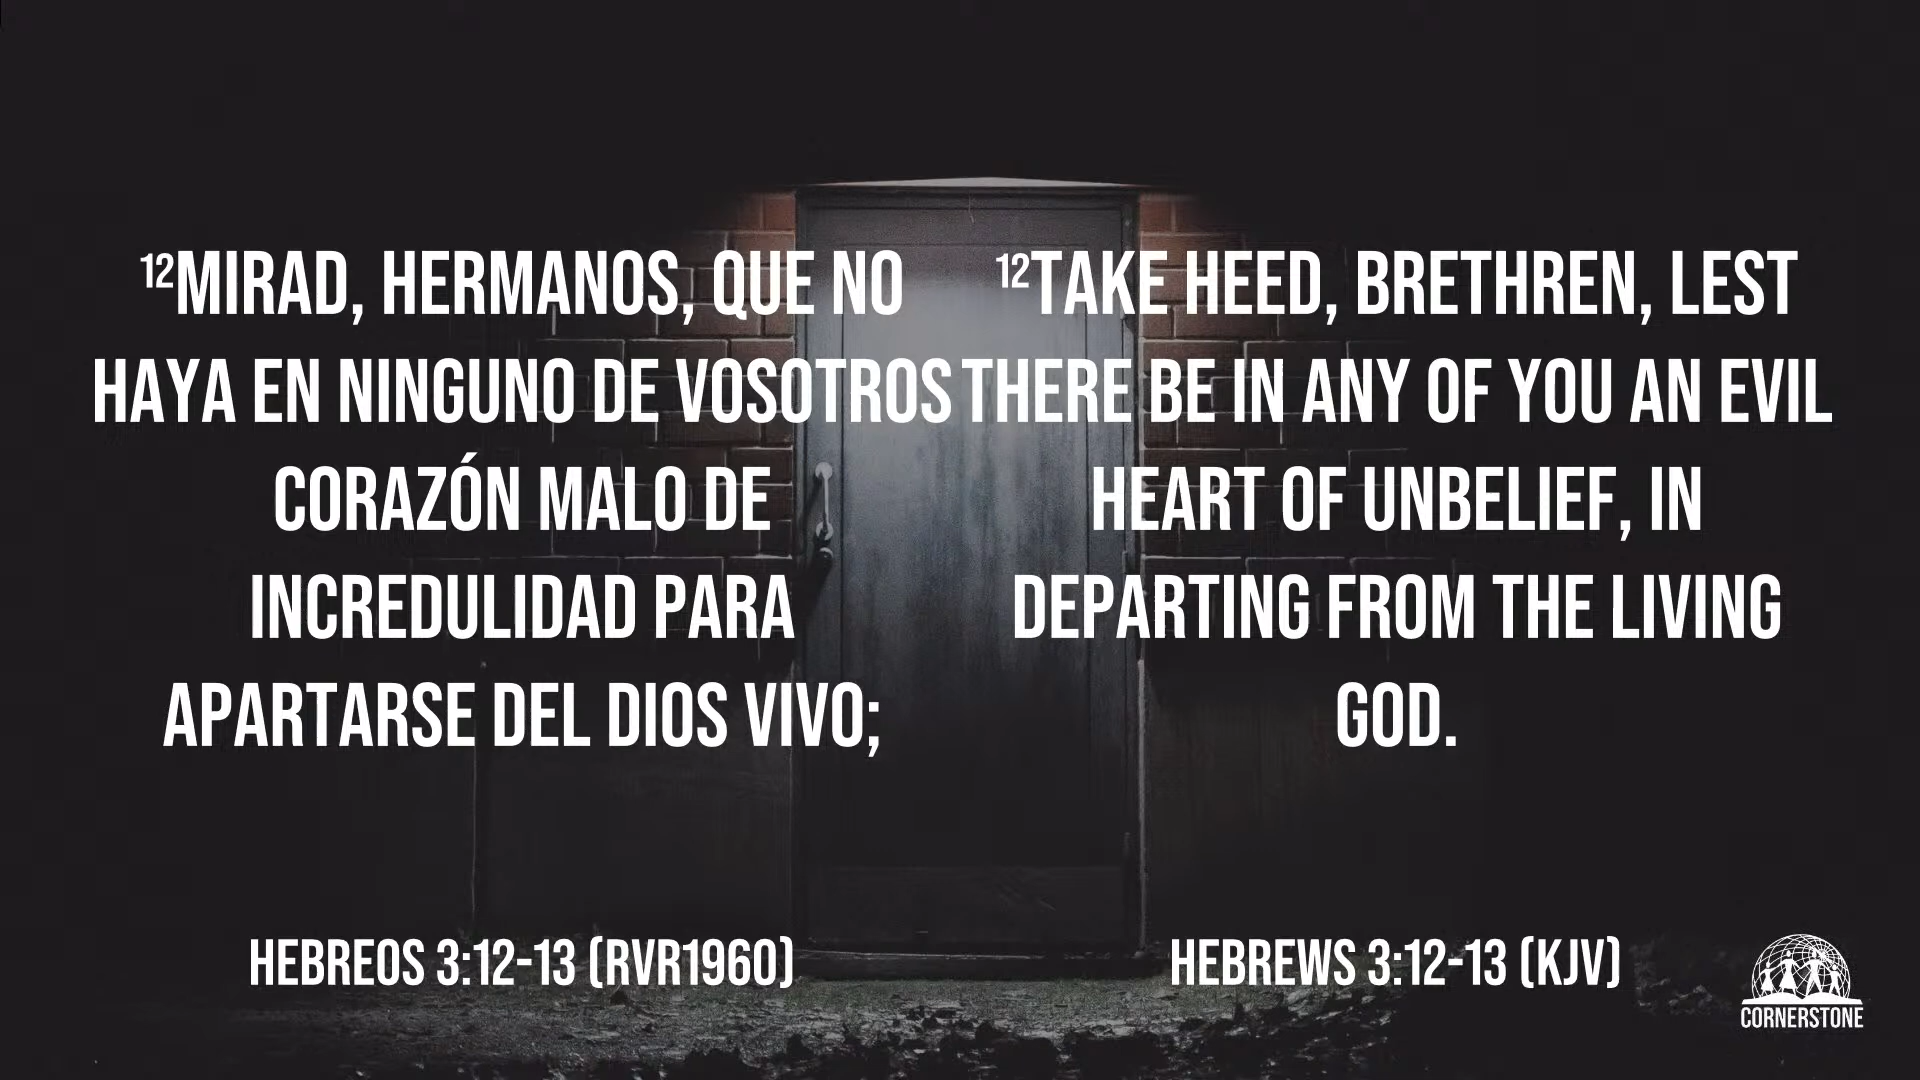 ¹²MIRAD, HERMANOS, QUE NO
HAYA EN NINGUNO DE VOSOTROS
CORAZÓN MALO DE
INCREDULIDAD PARA
APARTARSE DEL DIOS VIVO;
HEBREOS 3:12-13 (RVR1960)
¹²TAKE HEED, BRETHREN, LEST
THERE BE IN ANY OF YOU AN EVIL
HEART OF UNBELIEF, IN
DEPARTING FROM THE LIVING
GOD.
HEBREWS 3:12-13 (KJV)
CORNERSTONE